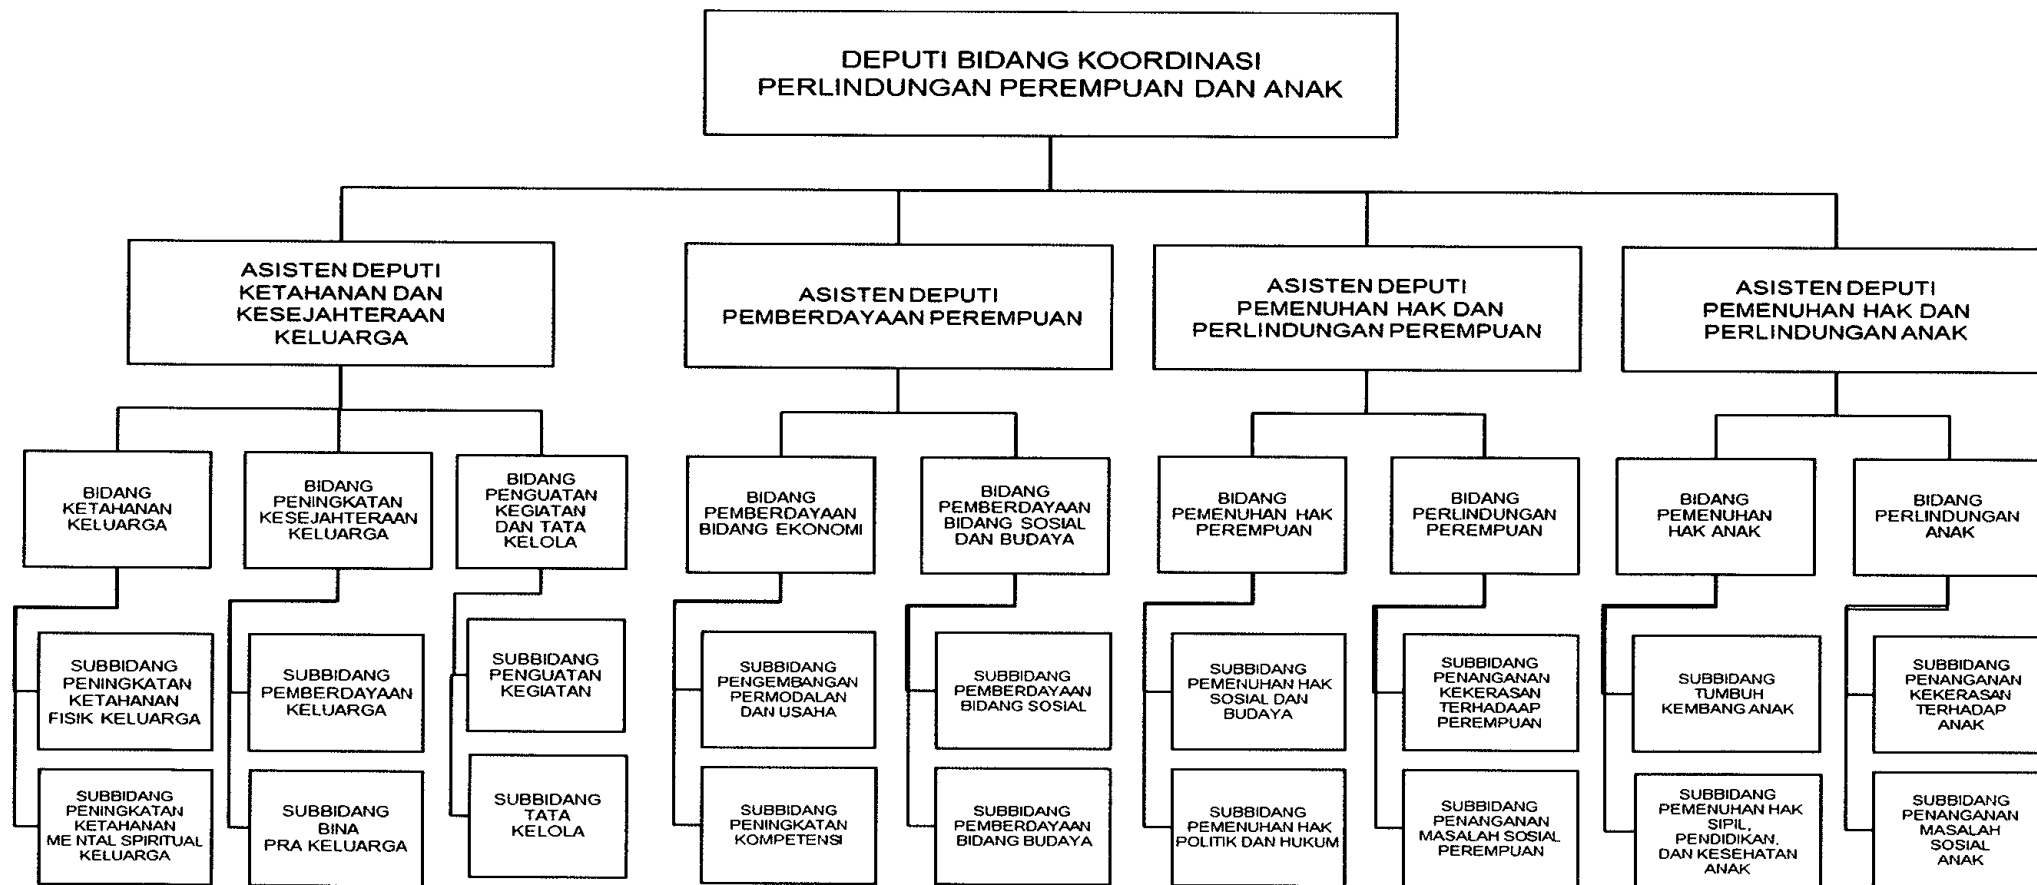 DEPUTI BIDANG KOORDINASI
PERLINDUNGAN PEREMPUAN DAN ANAK
ASISTEN DEPUTI
KETAHANAN DAN
KESEJAHTERAAN
KELUARGA
ASISTEN DEPUTI
PEMBERDAYAAN PEREMPUAN
ASISTEN DEPUTI
PEMENUHAN HAK DAN
PERLINDUNGAN PEREMPUAN
ASISTEN DEPUTI
PEMENUHAN HAK DAN
PERLINDUNGAN ANAK
BIDANG
KETAHANAN
KELUARGA
BIDANG
PENINGKATAN
KESEJAHTERAAN
KELUARGA
BIDANG
PENGUATAN
KEGIATAN
DAN TATA
KELOLA
BIDANG
PEMBERDAYAAN
BIDANG EKONOMI
BIDANG
PEMBERDAYAAN
BIDANG SOSIAL
DAN BUDAYA
BIDANG
PEMENUHAN HAK
PEREMPUAN
BIDANG
PERLINDUNGAN
PEREMPUAN
BIDANG
PEMENUHAN
HAK ANAK
BIDANG
PERLINDUNGAN
ANAK
SUBBIDANG
PENINGKATAN
KETAHANAN
FISIK KELUARGA
SUBBIDANG
PEMBERDAYAAN
KELUARGA
SUBBIDANG
PENGUATAN
KEGIATAN
SUBBIDANG
PENGEMBANGAN
PERMODALAN
DAN USAHA
SUBBIDANG
PEMBERDAYAAN
BIDANG SOSIAL
SUBBIDANG
PEMENUHAN HAK
SOSIAL DAN
BUDAYA
SUBBIDANG
PENANGANAN
KEKERASAN
TERHADAAP
PEREMPUAN
SUBBIDANG
TUMBUH
KEMBANG ANAK
SUBBIDANG
PENANGANAN
KEKERASAN
TERHADAP
ANAK
SUBBIDANG
PENINGKATAN
KETAHANAN
MENTAL SPIRITUAL
KELUARGA
SUBBIDANG
BINA
PRA KELUARGA
SUBBIDANG
TATA
KELOLA
SUBBIDANG
PENINGKATAN
KOMPETENSI
SUBBIDANG
PEMBERDAYAAN
BIDANG BUDAYA
SUBBIDANG
PEMENUHAN HAK
POLITIK DAN HUKUM
SUBBIDANG
PENANGANAN
MASALAH SOSIAL
PEREMPUAN
SUBBIDANG
PEMENUHAN HAK
SIPIL,
PENDIDIKAN,
DAN KESEHATAN
ANAK
SUBBIDANG
PENANGANAN
MASALAH
SOSIAL
ANAK